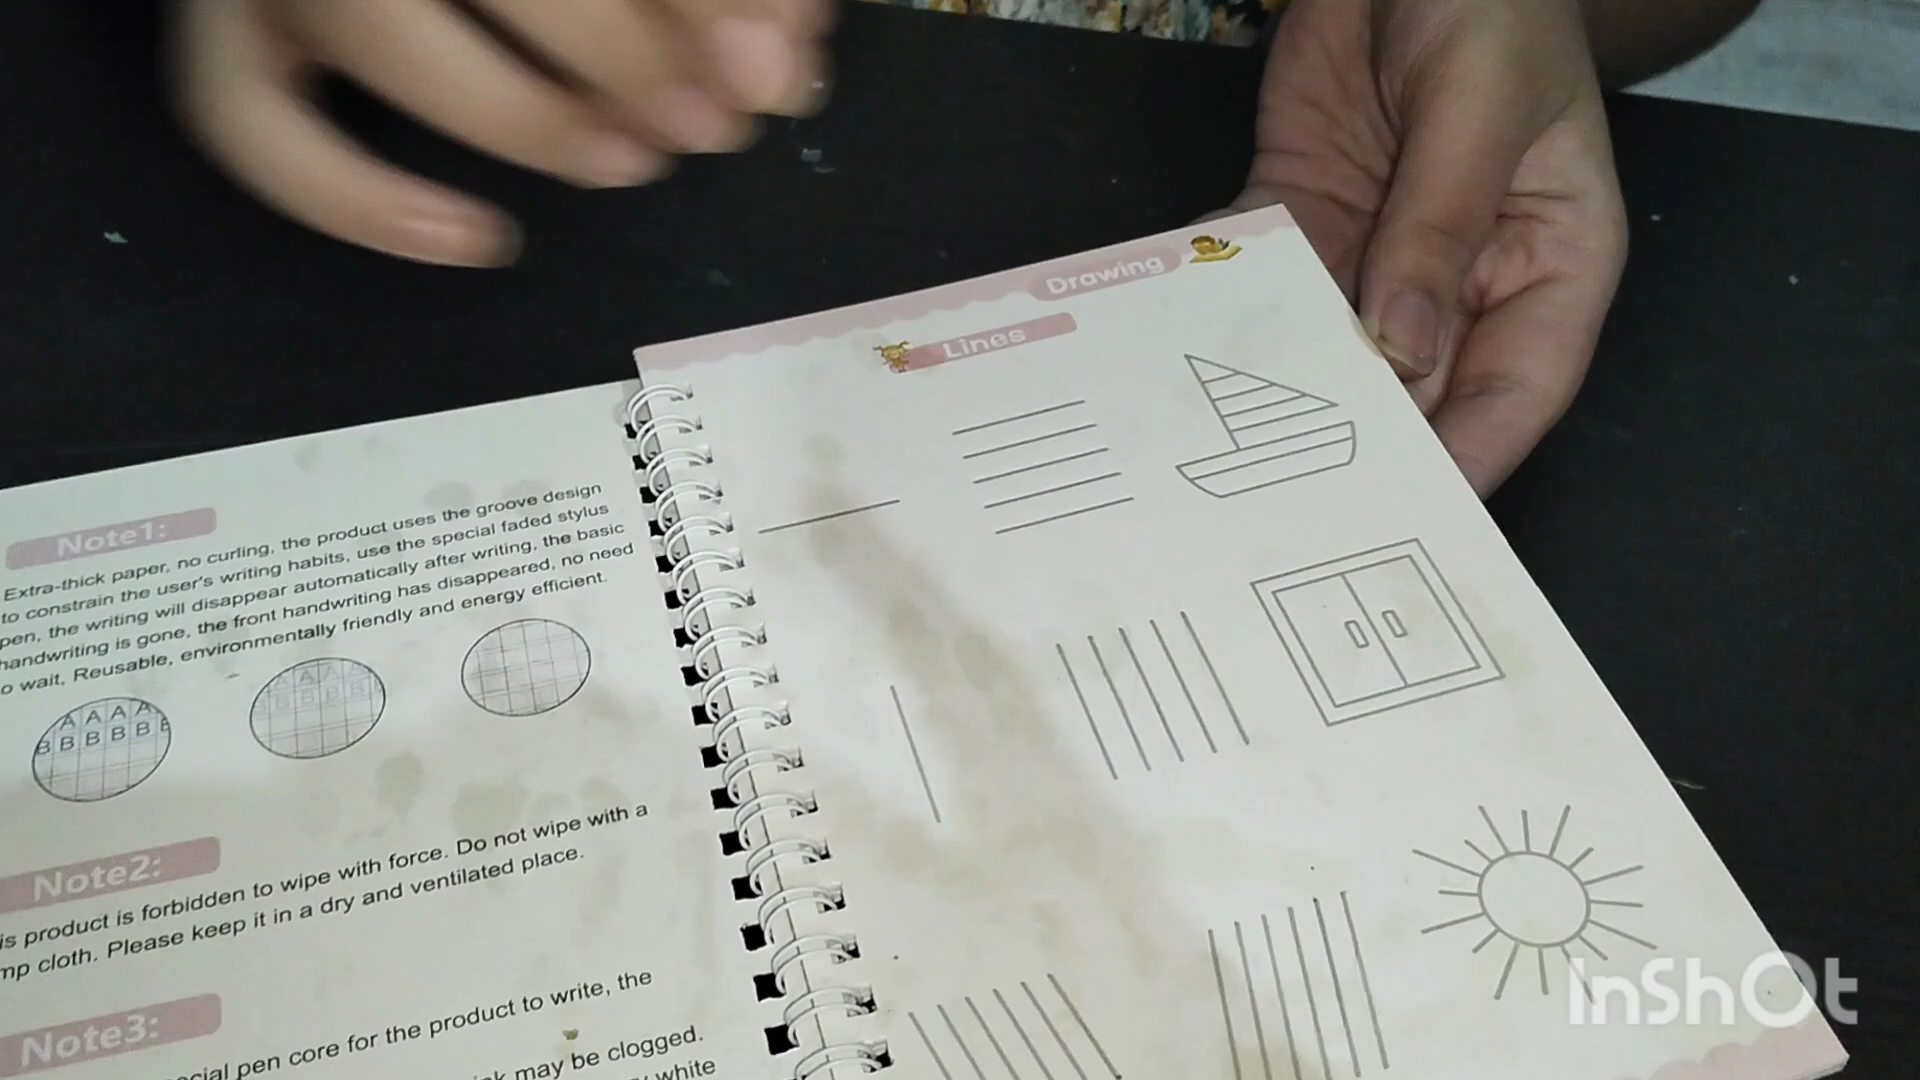 Note1:
Extra-thick paper, no curling, the product uses the groove design
to constrain the user's writing habits, use the special faded stylus
pen, the writing will disappear automatically after writing, the basic
handwriting is gone, the front handwriting has disappeared, no need
o wait, Reusable, environmentally friendly and energy efficient.
A A A A
B B B B B B
A A
B B B B
Note2:
is product is forbidden to wipe with force. Do not wipe with a
mp cloth. Please keep it in a dry and ventilated place.
Note3:
cial pen core for the product to write, the
may be clogged.
white
Drawing
Lines
InShOt